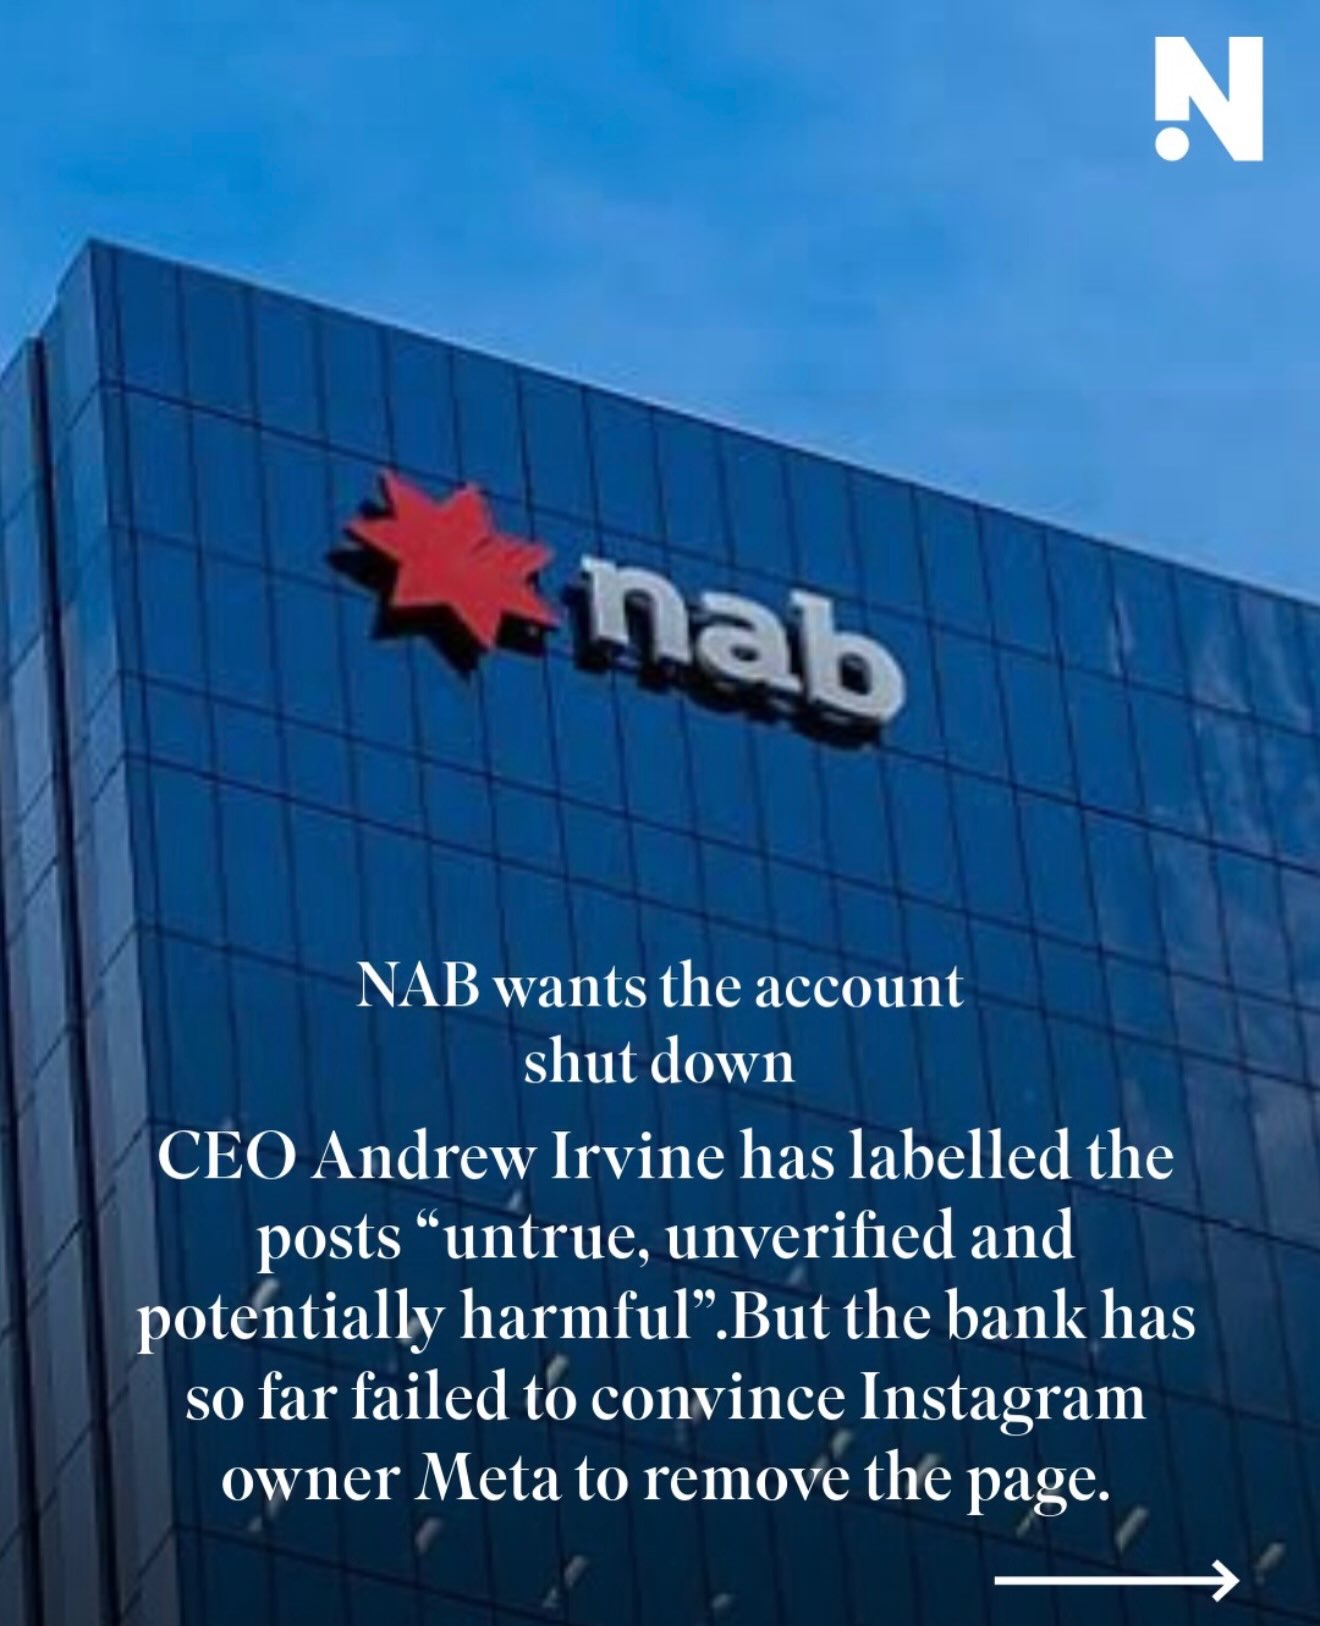 N
nab
NAB wants the account
shut down
CEO Andrew Irvine has labelled the
posts “untrue, unverified and
potentially harmful”.But the bank has
so far failed to convince Instagram
owner Meta to remove the page.